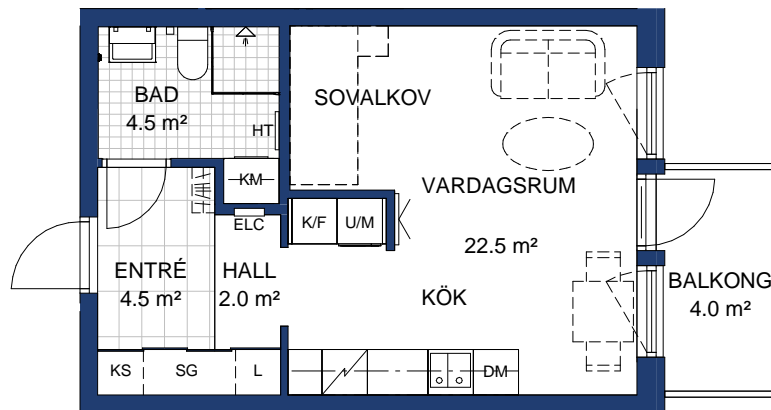 BAD
4.5 m²
HT
KM
SOVALKOV
VARDAGSRUM
22.5 m²
ELC
K/F
U/M
ENTRÉ
4.5 m²
HALL
2.0 m²
KÖK
BALKONG
4.0 m²
KS
SG
L
DM